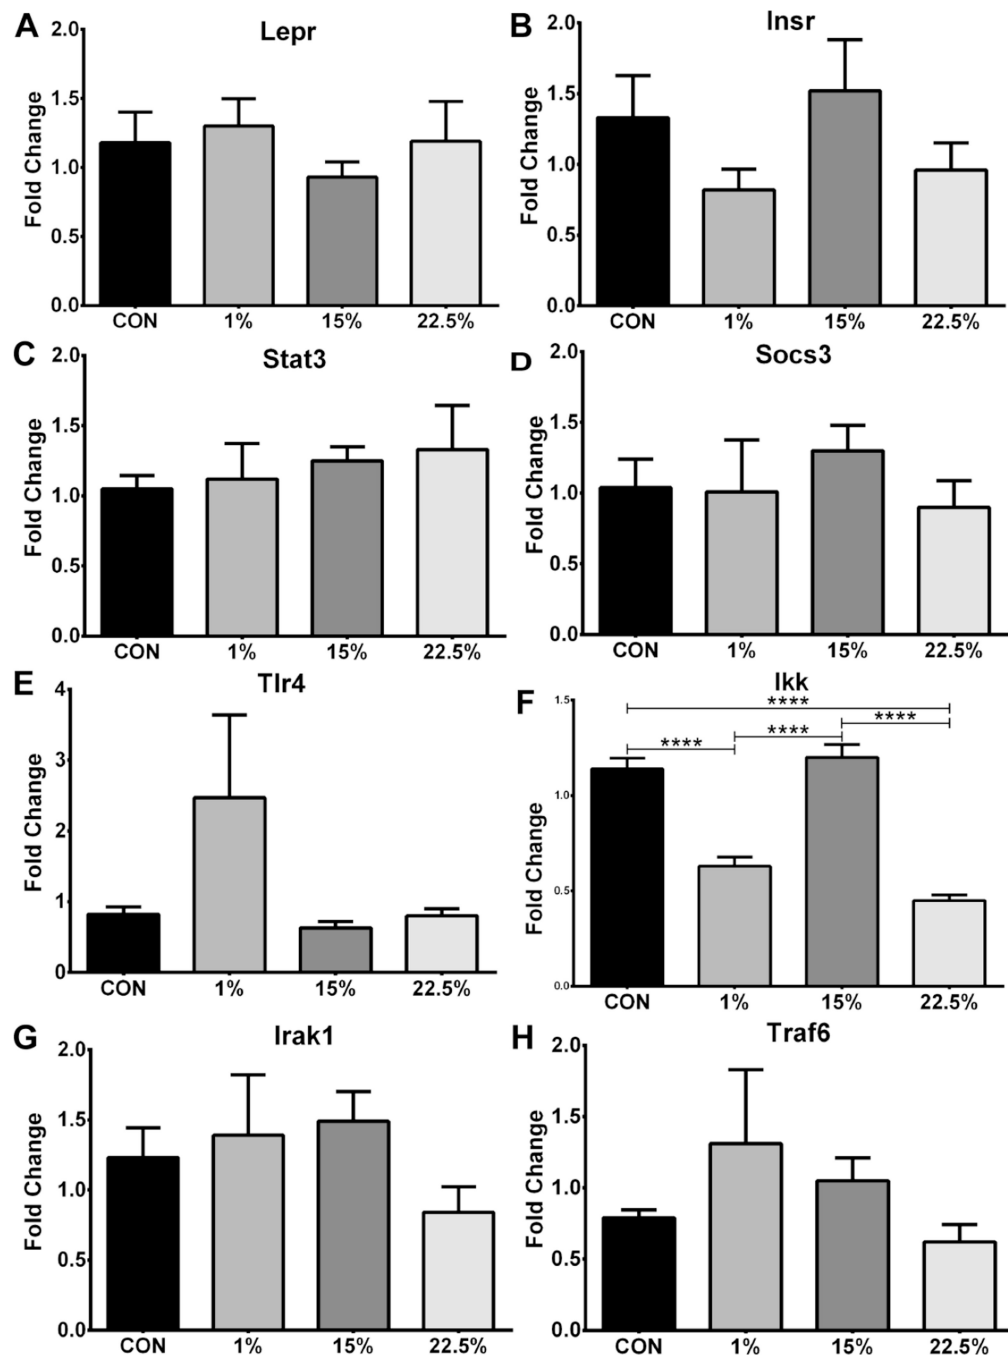 A
Lepr
Fold Change
2.0
1.5
1.0
0.5
0.0
CON 1% 15% 22.5%
B
Insr
Fold Change
2.0
1.5
1.0
0.5
0.0
CON 1% 15% 22.5%
C
Stat3
Fold Change
2.0
1.5
1.0
0.5
0.0
CON 1% 15% 22.5%
D
Socs3
Fold Change
2.0
1.5
1.0
0.5
0.0
CON 1% 15% 22.5%
E
Tlr4
Fold Change
4
3
2
1
0
CON 1% 15% 22.5%
F
Ikk
Fold Change
1.5
1.0
0.5
0.0
****
****
****
****
CON 1% 15% 22.5%
G
Irak1
Fold Change
2.0
1.5
1.0
0.5
0.0
CON 1% 15% 22.5%
H
Traf6
Fold Change
2.0
1.5
1.0
0.5
0.0
CON 1% 15% 22.5%